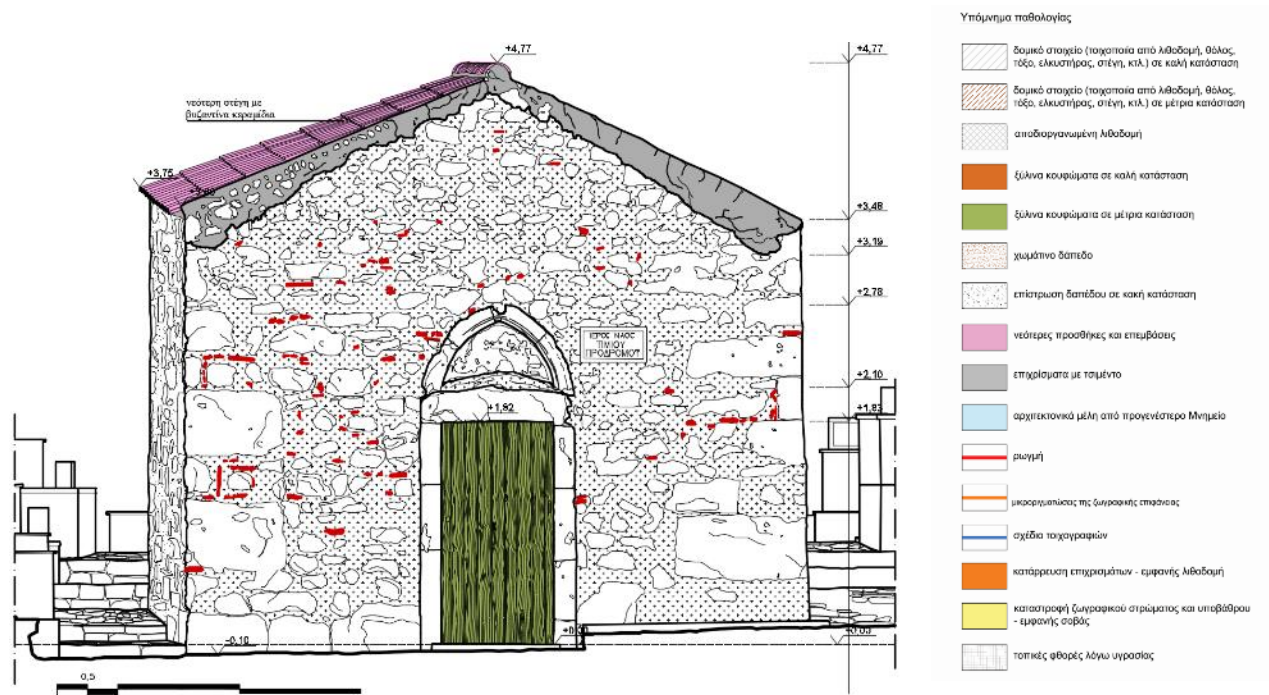 +4,77
+4,77
νεότερη στέγη με
βυζαντίνα κεραμίδια
+3,75
+3,48
+3,19
+2,78
ΙΕΡΟΣ ΝΑΟΣ
ΤΙΜΙΟΥ
ΠΡΟΔΡΟΜΟΥ
+2,10
+1,82
+1,83
-0,10
0,5
Υπόμνημα παθολογίας
δομικό στοιχείο (τοιχοποιία από λιθοδομή, θόλος,
τόξο, ελκυστήρας, στέγη, κτλ.) σε καλή κατάσταση
δομικό στοιχείο (τοιχοποιία από λιθοδομή, θόλος,
τόξο, ελκυστήρας, στέγη, κτλ.) σε μέτρια κατάσταση
αποδιοργανωμένη λιθοδομή
ξύλινα κουφώματα σε καλή κατάσταση
ξύλινα κουφώματα σε μέτρια κατάσταση
χωμάτινο δάπεδο
επίστρωση δαπέδου σε κακή κατάσταση
νεότερες προσθήκες και επεμβάσεις
επιχρίσματα με τσιμέντο
αρχιτεκτονικά μέλη από προγενέστερο Μνημείο
ρωγμή
μικρορηγματώσεις της ζωγραφικής επιφάνειας
σχέδια τοιχογραφιών
κατάρρευση επιχρισμάτων - εμφανής λιθοδομή
καταστροφή ζωγραφικού στρώματος και υποβάθρου
- εμφανής σοβάς
τοπικές φθορές λόγω υγρασίας